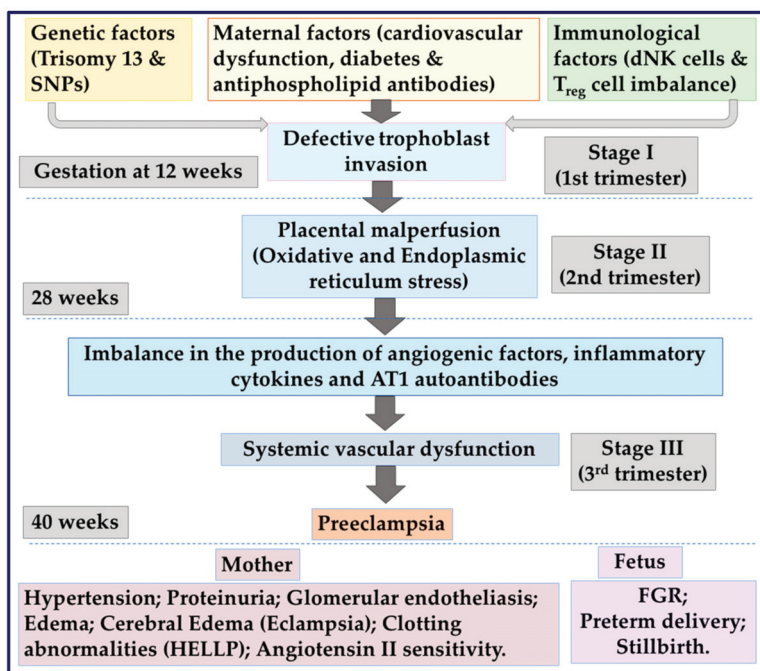 Genetic factors
(Trisomy 13 &
SNPs)
Maternal factors (cardiovascular
dysfunction, diabetes &
antiphospholipid antibodies)
Immunological
factors (dNK cells &
Treg cell imbalance)
Defective trophoblast
invasion
Gestation at 12 weeks
Stage I
(1st trimester)
Placental malperfusion
(Oxidative and Endoplasmic
reticulum stress)
Stage II
(2nd trimester)
28 weeks
Imbalance in the production of angiogenic factors, inflammatory
cytokines and AT1 autoantibodies
Systemic vascular dysfunction
Stage III
(3rd trimester)
40 weeks
Preeclampsia
Mother
Hypertension; Proteinuria; Glomerular endotheliasis;
Edema; Cerebral Edema (Eclampsia); Clotting
abnormalities (HELLP); Angiotensin II sensitivity.
Fetus
FGR;
Preterm delivery;
Stillbirth.